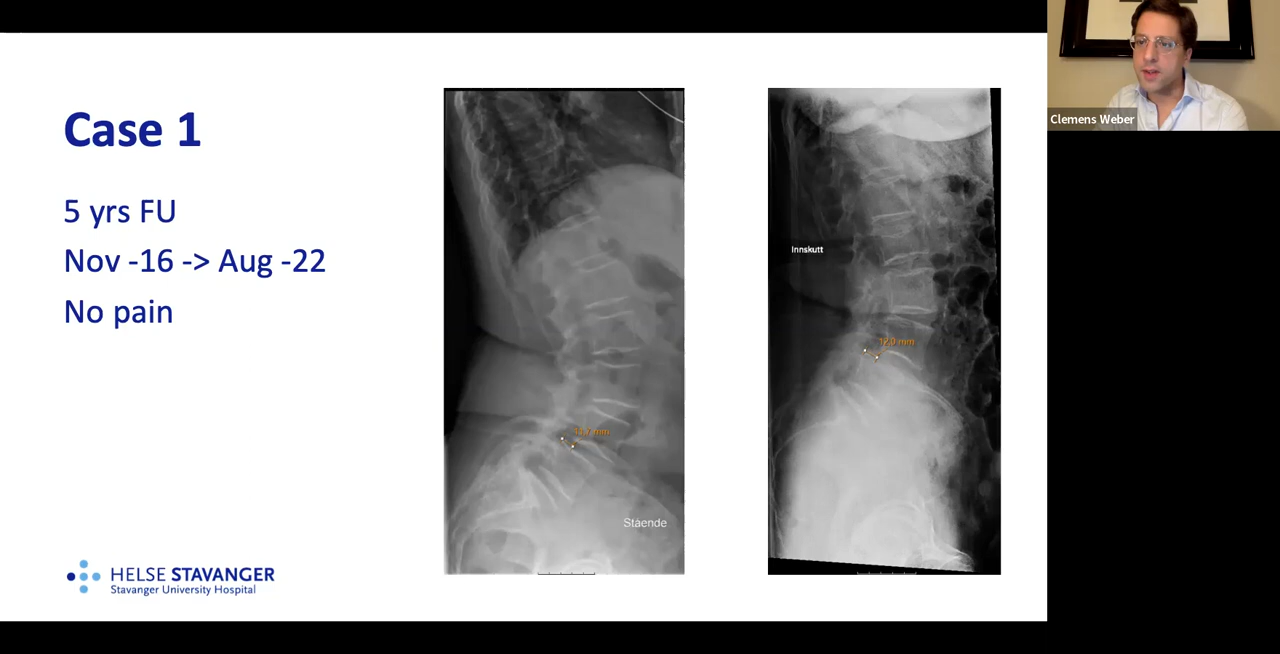 Case 1
5 yrs FU
Nov -16 -> Aug -22
No pain
Innskutt
12,0 mm
Stående
HELSE STAVANGER
Stavanger University Hospital
Clemens Weber